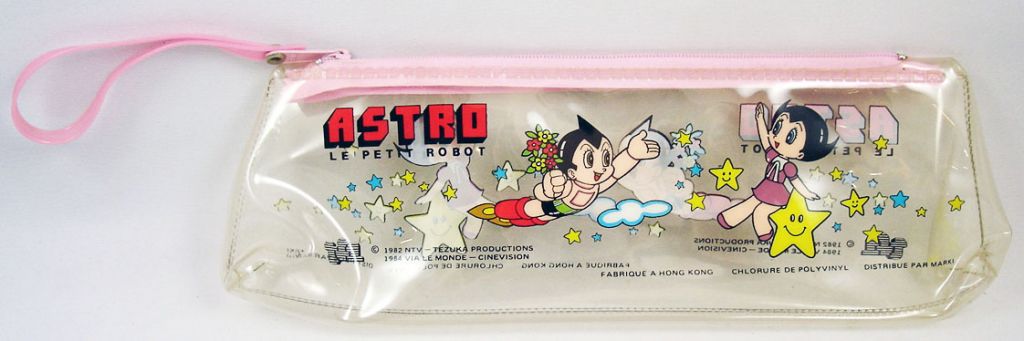 ASTRO
LE PETIT ROBOT
© 1982 NTV – TEZUKA PRODUCTIONS
1984 VIA LE MONDE – CINEVISION
FABRIQUE A HONG KONG
CHLORURE DE POLYVINYL
DISTRIBUE PAR MARKI